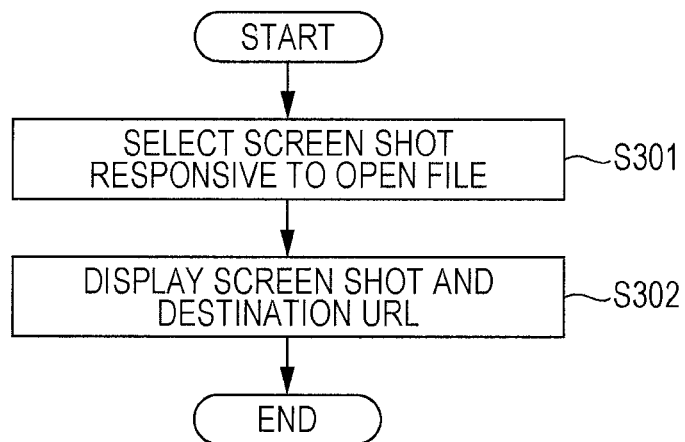 START
SELECT SCREEN SHOT
RESPONSIVE TO OPEN FILE
S301
DISPLAY SCREEN SHOT AND
DESTINATION URL
S302
END